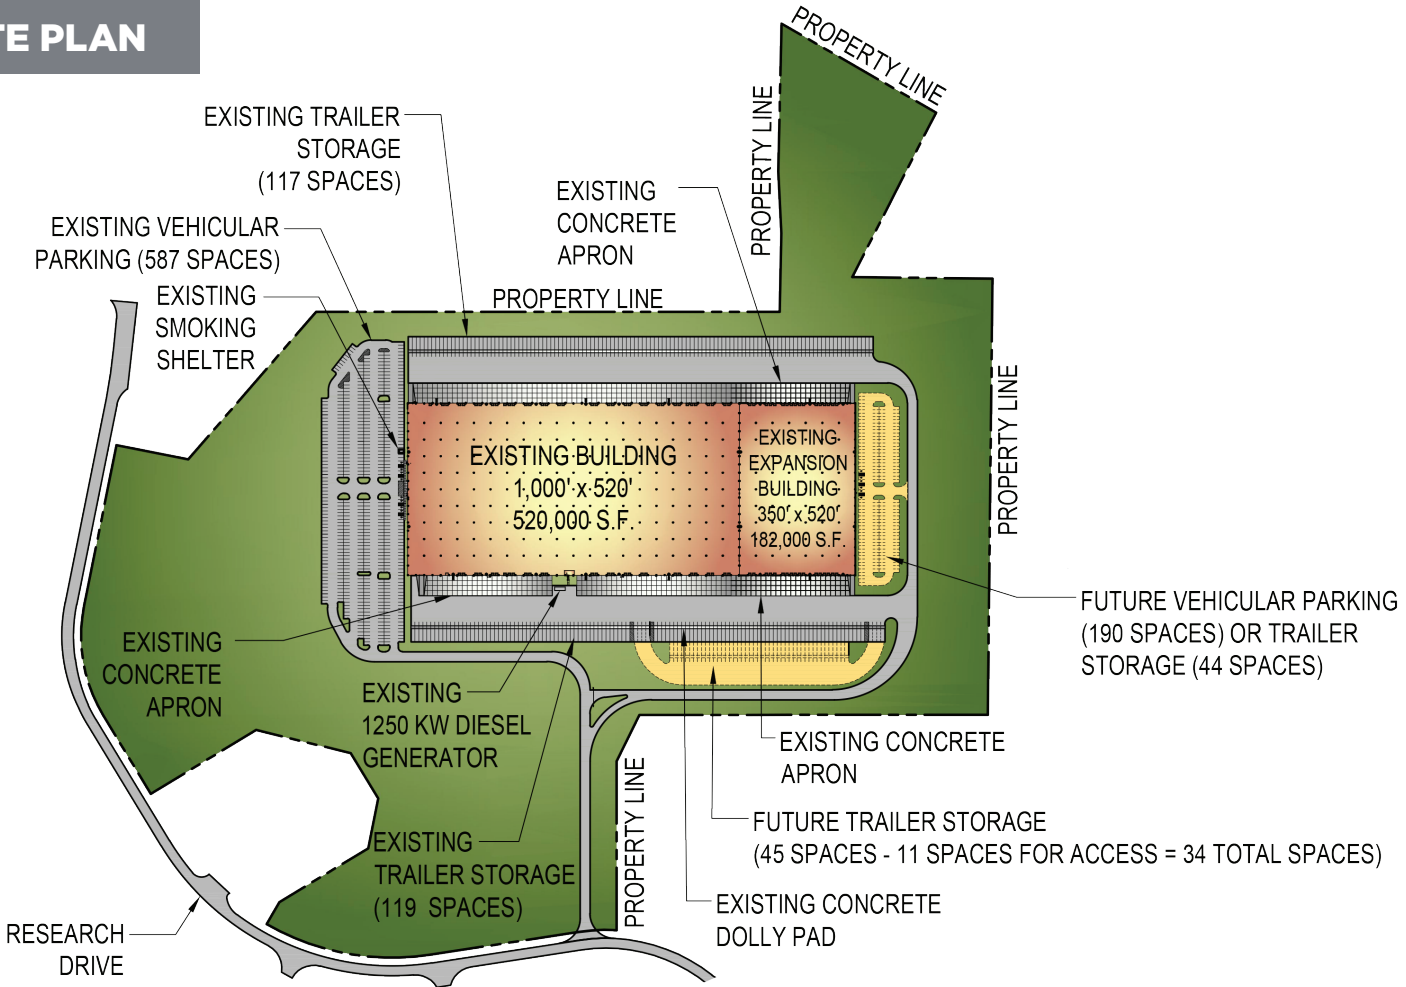 TE PLAN
PROPERTY LINE
PROPERTY LINE
EXISTING TRAILER
STORAGE
(117 SPACES)
EXISTING
CONCRETE
APRON
EXISTING VEHICULAR
PARKING (587 SPACES)
EXISTING
SMOKING
SHELTER
PROPERTY LINE
PROPERTY LINE
EXISTING BUILDING
1,000' x 520'
520,000 S.F.
EXISTING
EXPANSION
BUILDING
350' x 520'
182,000 S.F.
FUTURE VEHICULAR PARKING
(190 SPACES) OR TRAILER
STORAGE (44 SPACES)
EXISTING
CONCRETE
APRON
EXISTING
1250 KW DIESEL
GENERATOR
EXISTING CONCRETE
APRON
PROPERTY LINE
FUTURE TRAILER STORAGE
(45 SPACES - 11 SPACES FOR ACCESS = 34 TOTAL SPACES)
EXISTING
TRAILER STORAGE
(119 SPACES)
EXISTING CONCRETE
DOLLY PAD
RESEARCH
DRIVE